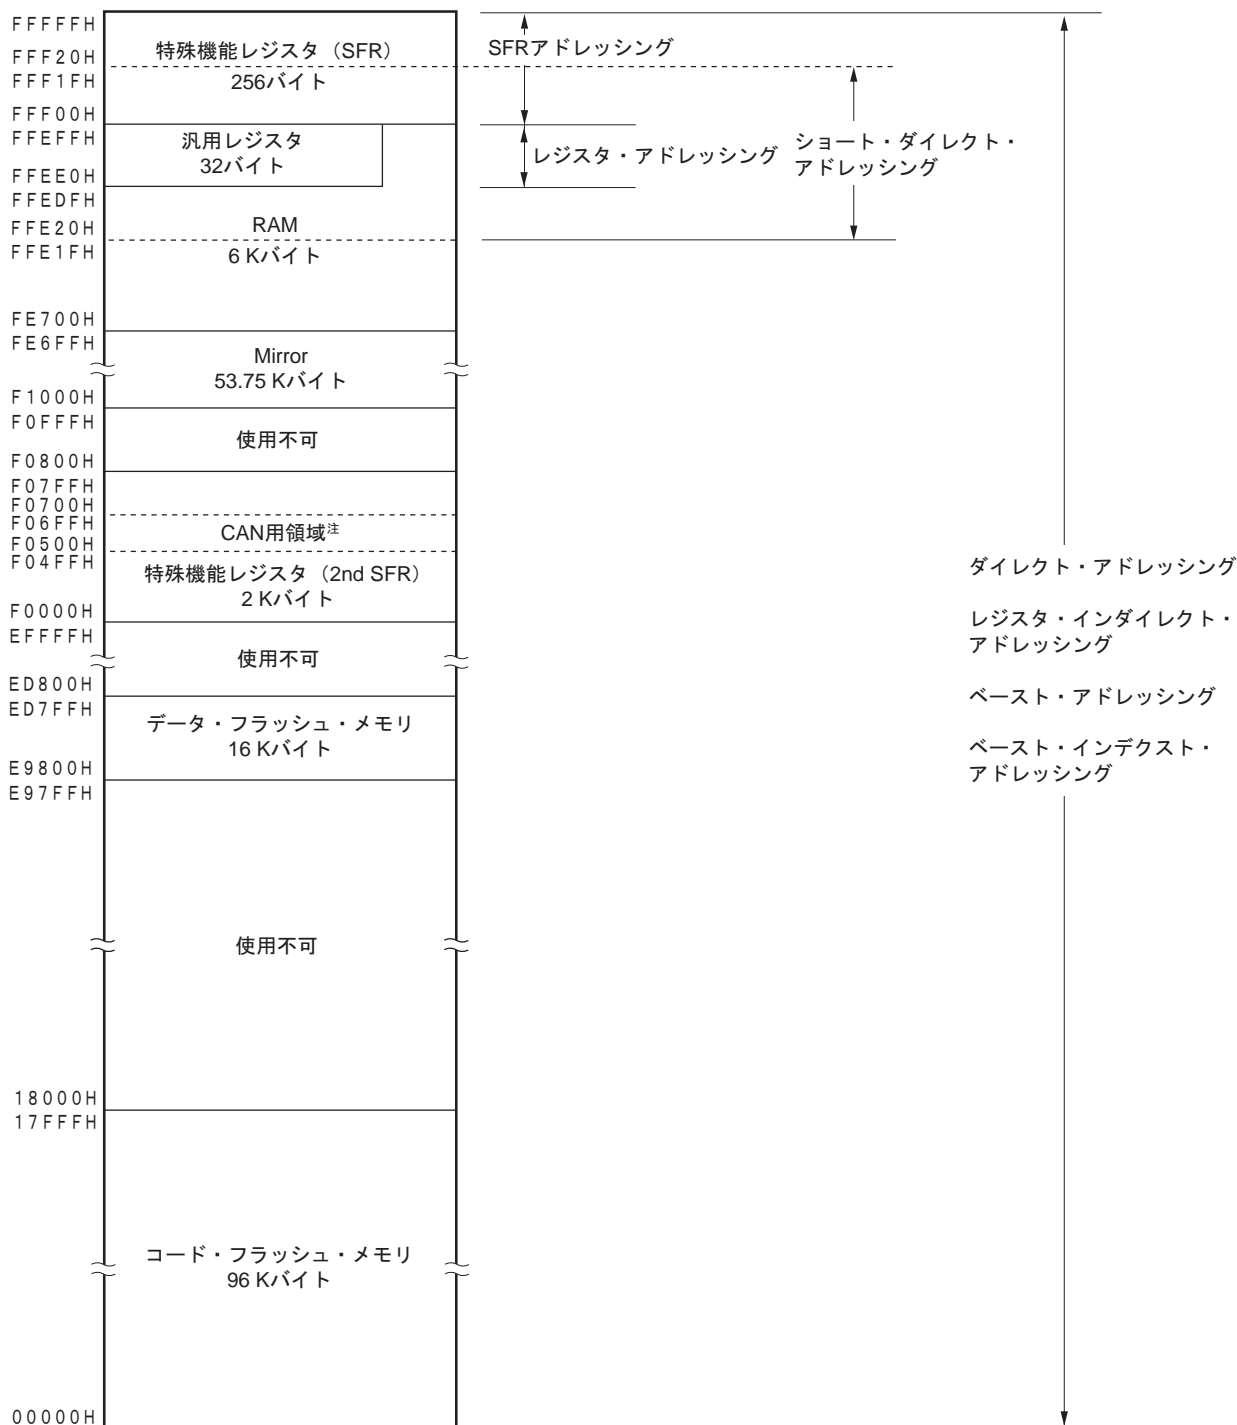 FFFFFH
FFF20H
FFF1FH
FFF00H
FFEFFH
FFEE0H
FFEDFH
FFE20H
FFE1FH
FE700H
FE6FFH
F1000H
F0FFFH
F0800H
F07FFH
F0700H
F06FFH
F0500H
F04FFH
F0000H
EFFFFH
ED800H
ED7FFH
E9800H
E97FFH
18000H
17FFFH
00000H
特殊機能レジスタ（SFR）
256バイト
汎用レジスタ
32バイト
RAM
6 Kバイト
Mirror
53.75 Kバイト
使用不可
CAN用領域注
特殊機能レジスタ（2nd SFR）
2 Kバイト
使用不可
データ・フラッシュ・メモリ
16 Kバイト
使用不可
コード・フラッシュ・メモリ
96 Kバイト
SFRアドレッシング
レジスタ・アドレッシング
ショート・ダイレクト・
アドレッシング
ダイレクト・アドレッシング
レジスタ・インダイレクト・
アドレッシング
ベースト・アドレッシング
ベースト・インデクスト・
アドレッシング